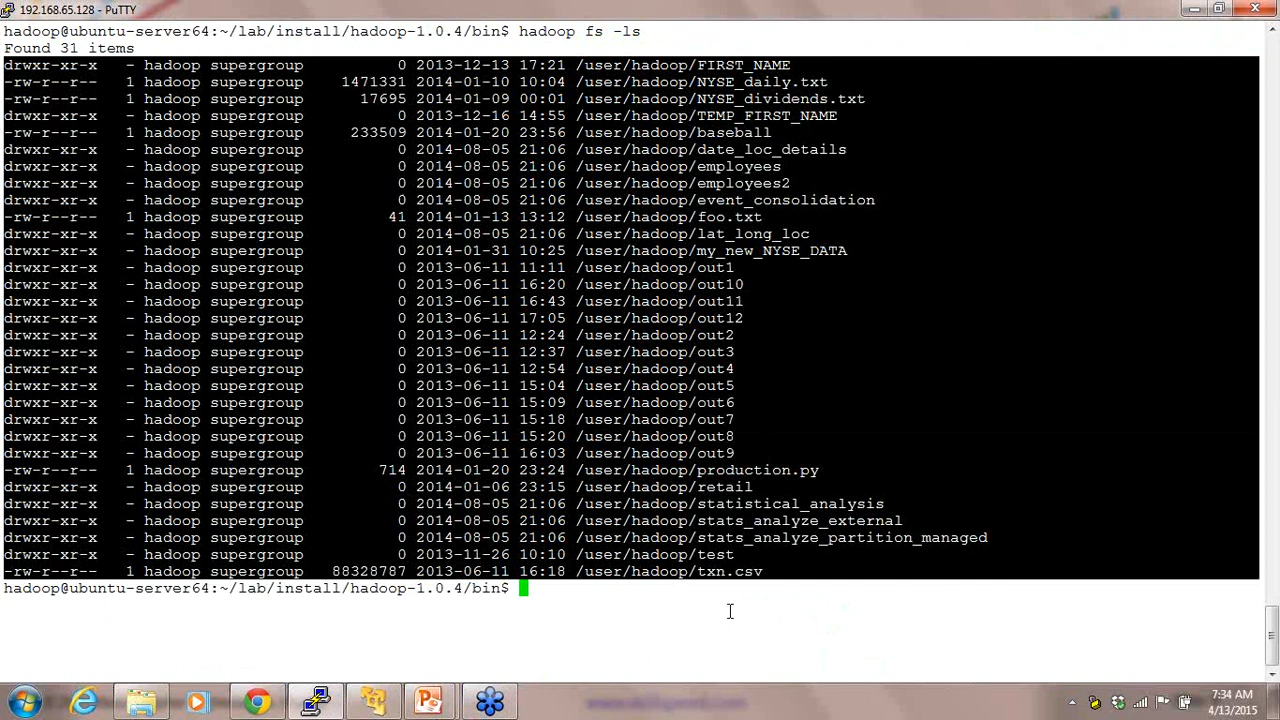 192.168.65.128 - PuTTY
hadoop@ubuntu-server64:~/lab/install/hadoop-1.0.4/bin$ hadoop fs -ls
Found 31 items
drwxr-xr-x   - hadoop supergroup          0 2013-12-13 17:21 /user/hadoop/FIRST_NAME
-rw-r--r--   1 hadoop supergroup    1471331 2014-01-10 10:04 /user/hadoop/NYSE_daily.txt
-rw-r--r--   1 hadoop supergroup      17695 2014-01-09 00:01 /user/hadoop/NYSE_dividends.txt
drwxr-xr-x   - hadoop supergroup          0 2013-12-16 14:55 /user/hadoop/TEMP_FIRST_NAME
-rw-r--r--   1 hadoop supergroup     233509 2014-01-20 23:56 /user/hadoop/baseball
drwxr-xr-x   - hadoop supergroup          0 2014-08-05 21:06 /user/hadoop/date_loc_details
drwxr-xr-x   - hadoop supergroup          0 2014-08-05 21:06 /user/hadoop/employees
drwxr-xr-x   - hadoop supergroup          0 2014-08-05 21:06 /user/hadoop/employees2
drwxr-xr-x   - hadoop supergroup          0 2014-08-05 21:06 /user/hadoop/event_consolidation
-rw-r--r--   1 hadoop supergroup         41 2014-01-13 13:12 /user/hadoop/foo.txt
drwxr-xr-x   - hadoop supergroup          0 2014-08-05 21:06 /user/hadoop/lat_long_loc
drwxr-xr-x   - hadoop supergroup          0 2014-01-31 10:25 /user/hadoop/my_new_NYSE_DATA
drwxr-xr-x   - hadoop supergroup          0 2013-06-11 11:11 /user/hadoop/out1
drwxr-xr-x   - hadoop supergroup          0 2013-06-11 16:20 /user/hadoop/out10
drwxr-xr-x   - hadoop supergroup          0 2013-06-11 16:43 /user/hadoop/out11
drwxr-xr-x   - hadoop supergroup          0 2013-06-11 17:05 /user/hadoop/out12
drwxr-xr-x   - hadoop supergroup          0 2013-06-11 12:24 /user/hadoop/out2
drwxr-xr-x   - hadoop supergroup          0 2013-06-11 12:37 /user/hadoop/out3
drwxr-xr-x   - hadoop supergroup          0 2013-06-11 12:54 /user/hadoop/out4
drwxr-xr-x   - hadoop supergroup          0 2013-06-11 15:04 /user/hadoop/out5
drwxr-xr-x   - hadoop supergroup          0 2013-06-11 15:09 /user/hadoop/out6
drwxr-xr-x   - hadoop supergroup          0 2013-06-11 15:18 /user/hadoop/out7
drwxr-xr-x   - hadoop supergroup          0 2013-06-11 15:20 /user/hadoop/out8
drwxr-xr-x   - hadoop supergroup          0 2013-06-11 16:03 /user/hadoop/out9
-rw-r--r--   1 hadoop supergroup        714 2014-01-20 23:24 /user/hadoop/production.py
drwxr-xr-x   - hadoop supergroup          0 2014-01-06 23:15 /user/hadoop/retail
drwxr-xr-x   - hadoop supergroup          0 2014-08-05 21:06 /user/hadoop/statistical_analysis
drwxr-xr-x   - hadoop supergroup          0 2014-08-05 21:06 /user/hadoop/stats_analyze_external
drwxr-xr-x   - hadoop supergroup          0 2014-08-05 21:06 /user/hadoop/stats_analyze_partition_managed
drwxr-xr-x   - hadoop supergroup          0 2013-11-26 10:10 /user/hadoop/test
-rw-r--r--   1 hadoop supergroup   88328787 2013-06-11 16:18 /user/hadoop/txn.csv
hadoop@ubuntu-server64:~/lab/install/hadoop-1.0.4/bin$
7:34 AM
4/13/2015